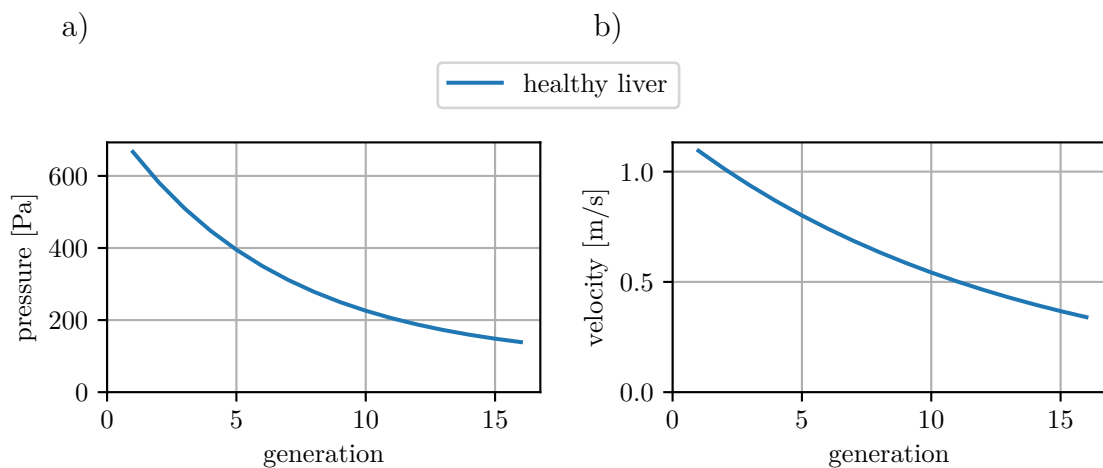 a)
b)
healthy liver
pressure [Pa]
600
400
200
0
0 5 10 15
generation
velocity [m/s]
1.0
0.5
0.0
0 5 10 15
generation